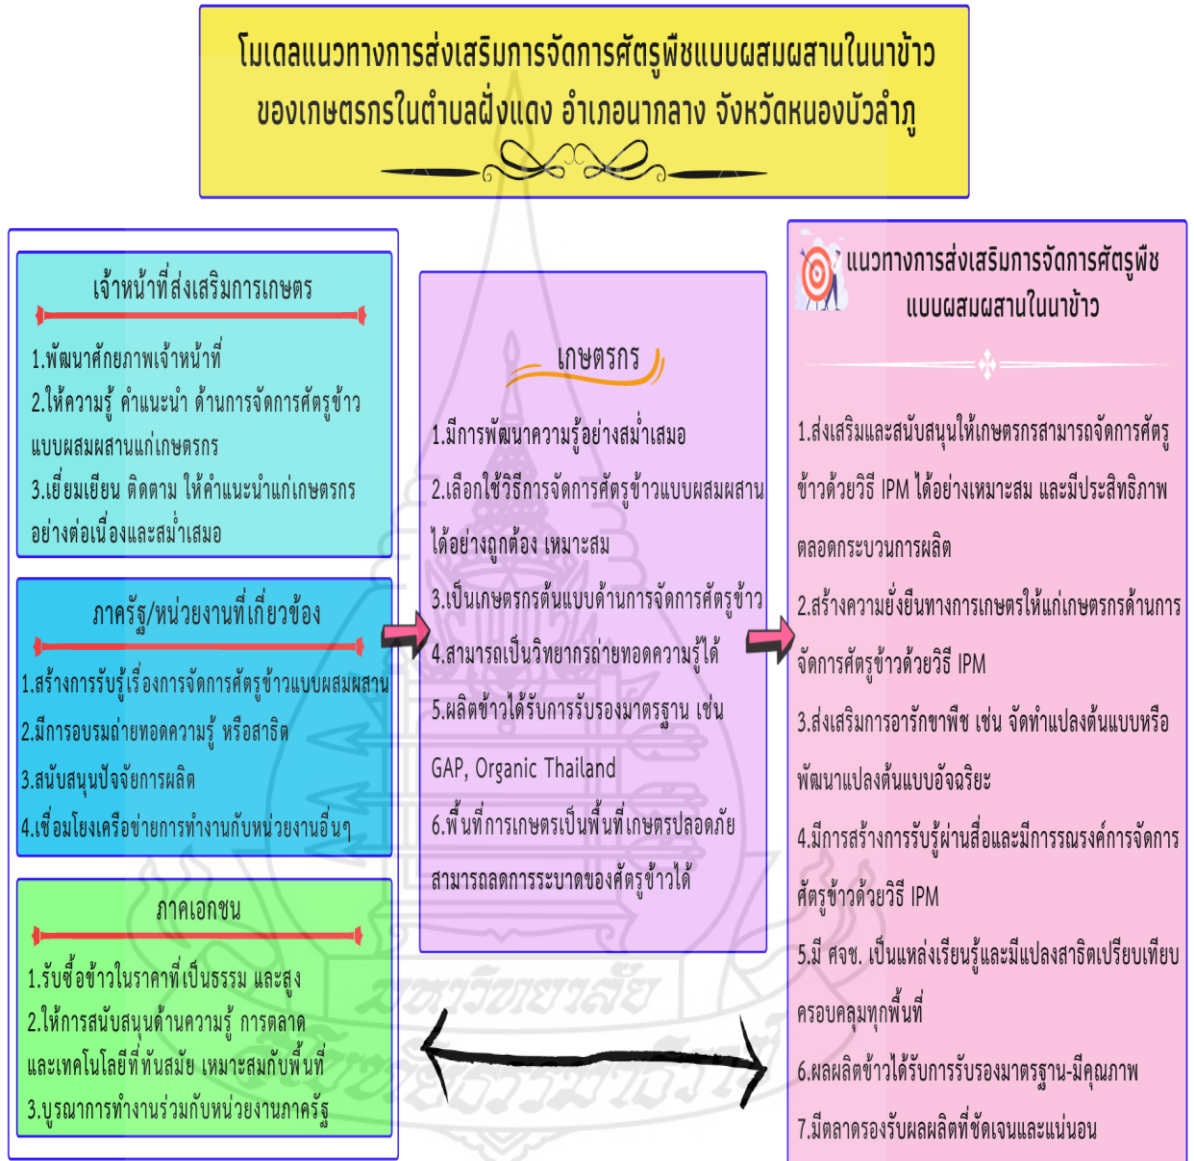 โมเดลแนวทางการส่งเสริมการจัดการศัตรูพืชแบบผสมผสานในนาข้าว
ของเกษตรกรในตำบลฝั่งแดง อำเภอนากลาง จังหวัดหนองบัวลำภู
เจ้าหน้าที่ส่งเสริมการเกษตร
1.พัฒนาศักยภาพเจ้าหน้าที่
2.ให้ความรู้ คำแนะนำ ด้านการจัดการศัตรูข้าว
แบบผสมผสานแก่เกษตรกร
3.เยี่ยมเยียน ติดตาม ให้คำแนะนำแก่เกษตรกร
อย่างต่อเนื่องและสม่ำเสมอ
ภาครัฐ/หน่วยงานที่เกี่ยวข้อง
1.สร้างการรับรู้เรื่องการจัดการศัตรูข้าวแบบผสมผสาน
2.มีการอบรมถ่ายทอดความรู้ หรือสาธิต
3.สนับสนุนปัจจัยการผลิต
4.เชื่อมโยงเครือข่ายการทำงานกับหน่วยงานอื่นๆ
ภาคเอกชน
1.รับซื้อข้าวในราคาที่เป็นธรรม และสูง
2.ให้การสนับสนุนด้านความรู้ การตลาด
และเทคโนโลยีที่ทันสมัย เหมาะสมกับพื้นที่
3.บูรณาการทำงานร่วมกับหน่วยงานภาครัฐ
เกษตรกร
1.มีการพัฒนาความรู้อย่างสม่ำเสมอ
2.เลือกใช้วิธีการจัดการศัตรูข้าวแบบผสมผสาน
ได้อย่างถูกต้อง เหมาะสม
3.เป็นเกษตรกรต้นแบบด้านการจัดการศัตรูข้าว
4.สามารถเป็นวิทยากรถ่ายทอดความรู้ได้
5.ผลิตข้าวได้รับการรับรองมาตรฐาน เช่น
GAP, Organic Thailand
6.พื้นที่การเกษตรเป็นพื้นที่เกษตรปลอดภัย
สามารถลดการระบาดของศัตรูข้าวได้
แนวทางการส่งเสริมการจัดการศัตรูพืช
แบบผสมผสานในนาข้าว
1.ส่งเสริมและสนับสนุนให้เกษตรกรสามารถจัดการศัตรู
ข้าวด้วยวิธี IPM ได้อย่างเหมาะสม และมีประสิทธิภาพ
ตลอดกระบวนการผลิต
2.สร้างความยั่งยืนทางการเกษตรให้แก่เกษตรกรด้านการ
จัดการศัตรูข้าวด้วยวิธี IPM
3.ส่งเสริมการอารักขาพืช เช่น จัดทำแปลงต้นแบบหรือ
พัฒนาแปลงต้นแบบอัจฉริยะ
4.มีการสร้างการรับรู้ผ่านสื่อและมีการรณรงค์การจัดการ
ศัตรูข้าวด้วยวิธี IPM
5.มี ศจช. เป็นแหล่งเรียนรู้และมีแปลงสาธิตเปรียบเทียบ
ครอบคลุมทุกพื้นที่
6.ผลผลิตข้าวได้รับการรับรองมาตรฐาน-มีคุณภาพ
7.มีตลาดรองรับผลผลิตที่ชัดเจนและแน่นอน
มหาวิทยาลัย
สุโขทัยธรรมาธิราช